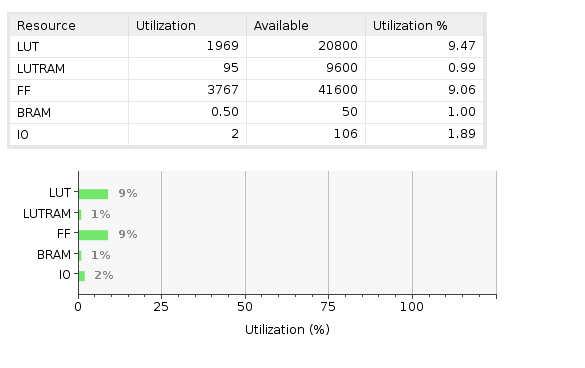 Resource Utilization Available Utilization %
LUT 1969 20800 9.47
LUTRAM 95 9600 0.99
FF 3767 41600 9.06
BRAM 0.50 50 1.00
IO 2 106 1.89
LUT 9%
LUTRAM 1%
FF 9%
BRAM 1%
IO 2%
0 25 50 75 100
Utilization (%)